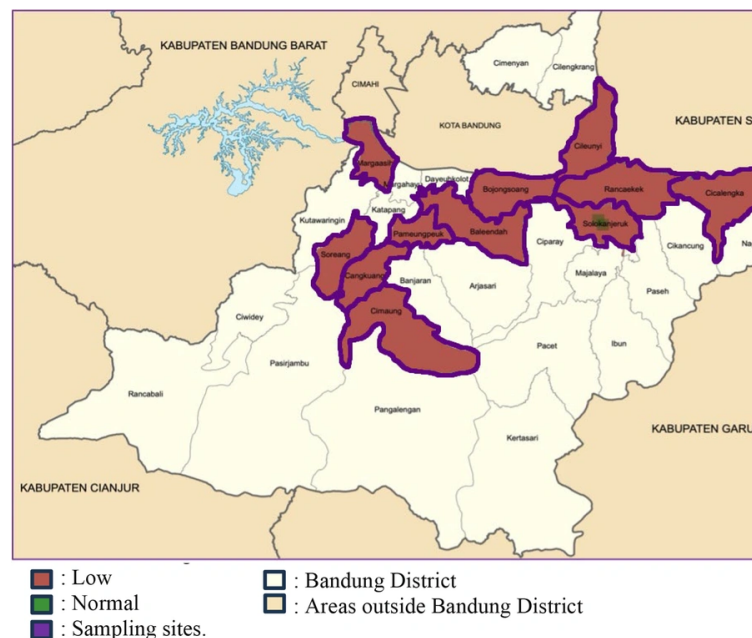 KABUPATEN BANDUNG BARAT
Cimenyan
Cilengkrang
CIMAHI
KOTA BANDUNG
KABUPATEN S
Cileunyi
Margaasih
Margahayu
Dayeuhkolot
Bojongsoang
Rancaekek
Cicalengka
Katapang
Kutawaringin
Pameungpeuk
Baleendah
Solokanjeruk
Ciparay
Cikancung
Na
Soreang
Cangkuang
Banjaran
Arjasari
Majalaya
Paseh
Cimaung
Ciwidey
Pasirjambu
Pacet
Ibun
Rancabali
Pangalengan
Kertasari
KABUPATEN GARU
KABUPATEN CIANJUR
: Low
: Normal
: Sampling sites.
: Bandung District
: Areas outside Bandung District